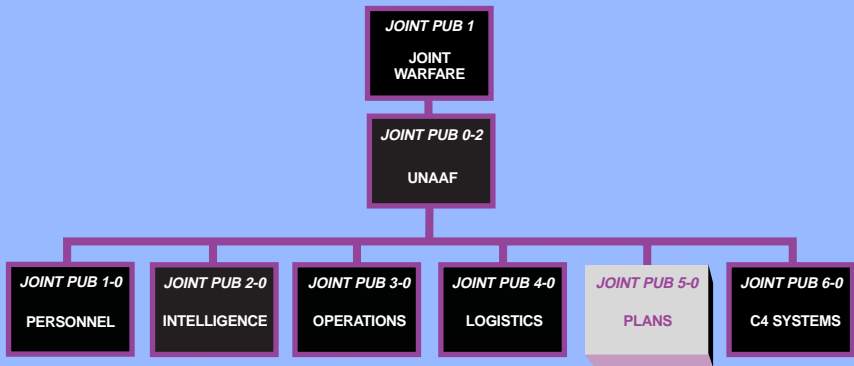 JOINT PUB 1
JOINT
WARFARE
JOINT PUB 0-2
UNAAF
JOINT PUB 1-0
PERSONNEL
JOINT PUB 2-0
INTELLIGENCE
JOINT PUB 3-0
OPERATIONS
JOINT PUB 4-0
LOGISTICS
JOINT PUB 5-0
PLANS
JOINT PUB 6-0
C4 SYSTEMS